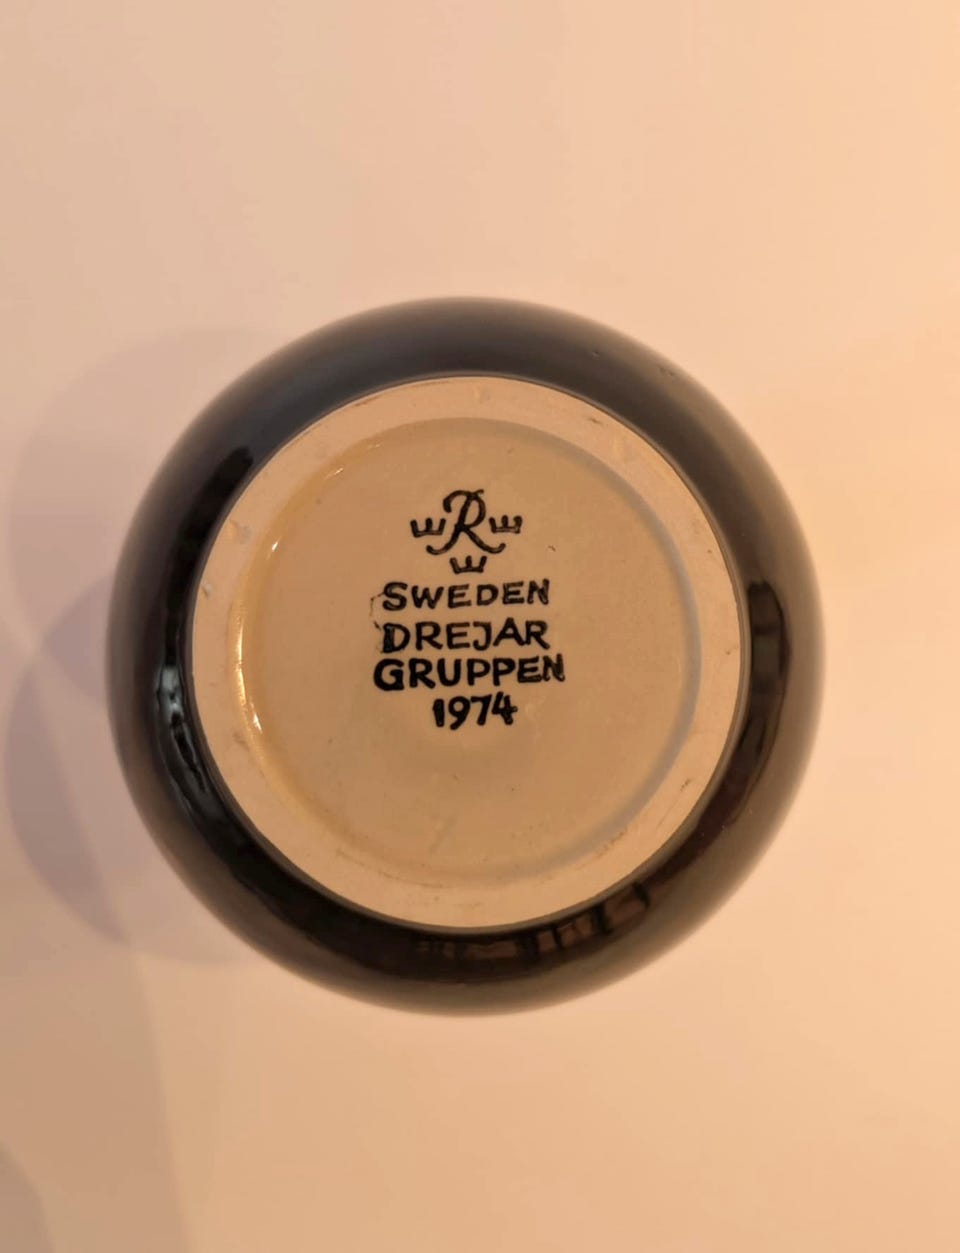 R
SWEDEN
DREJAR
GRUPPEN
1974